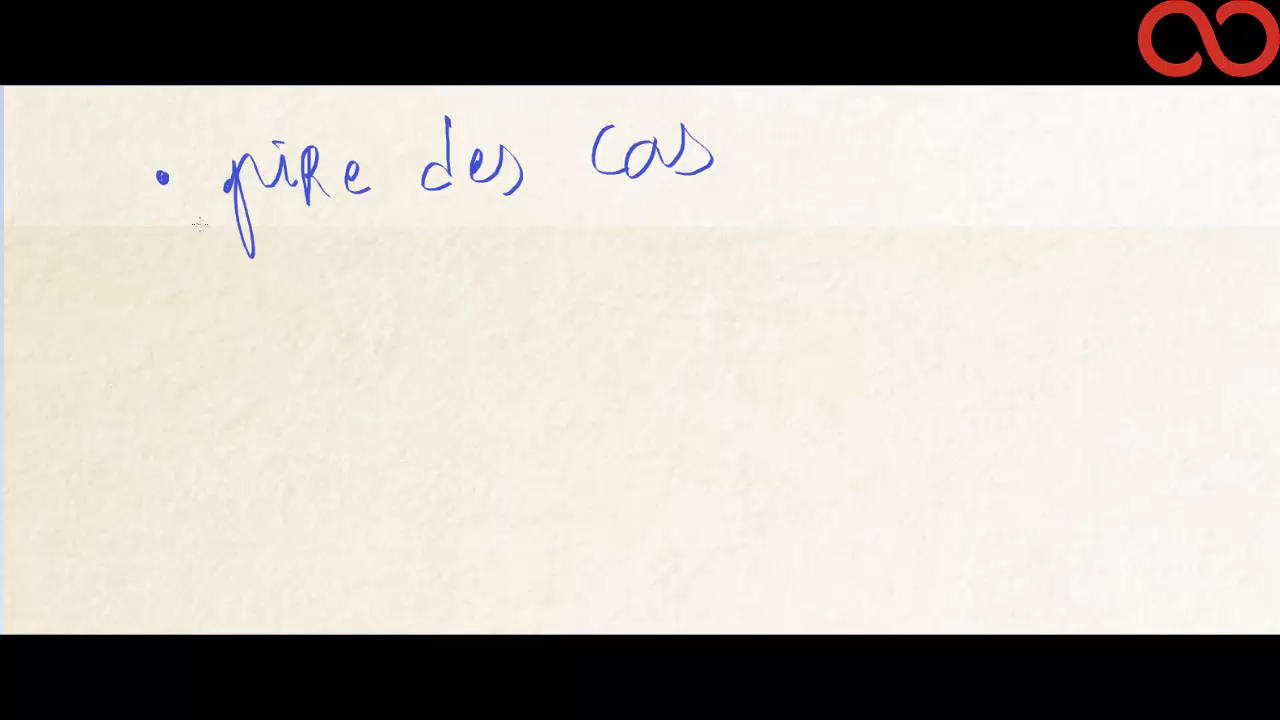 • pire des cas